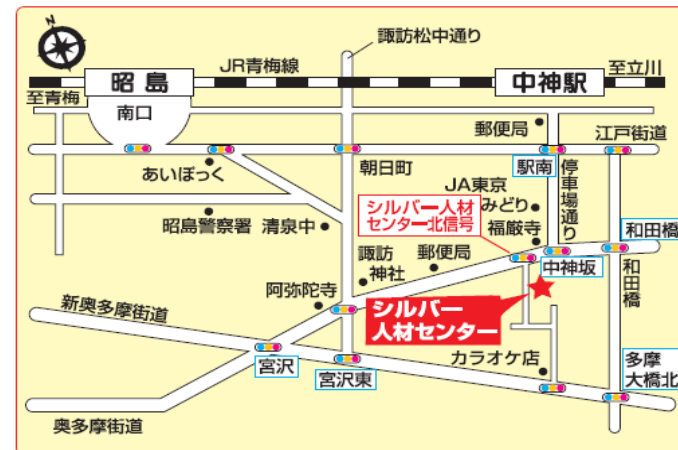 諏訪松中通り
JR青梅線
昭島
中神駅
至立川
至青梅
南口
郵便局
江戸街道
あいぽっく
朝日町
駅南
停車場通り
JA東京
みどり
シルバー人材
センター北信号
福厳寺
昭島警察署
清泉中
和田橋
諏訪
神社
郵便局
中神坂
和田橋
阿弥陀寺
新奥多摩街道
シルバー
人材センター
カラオケ店
多摩
大橋北
宮沢
宮沢東
奥多摩街道